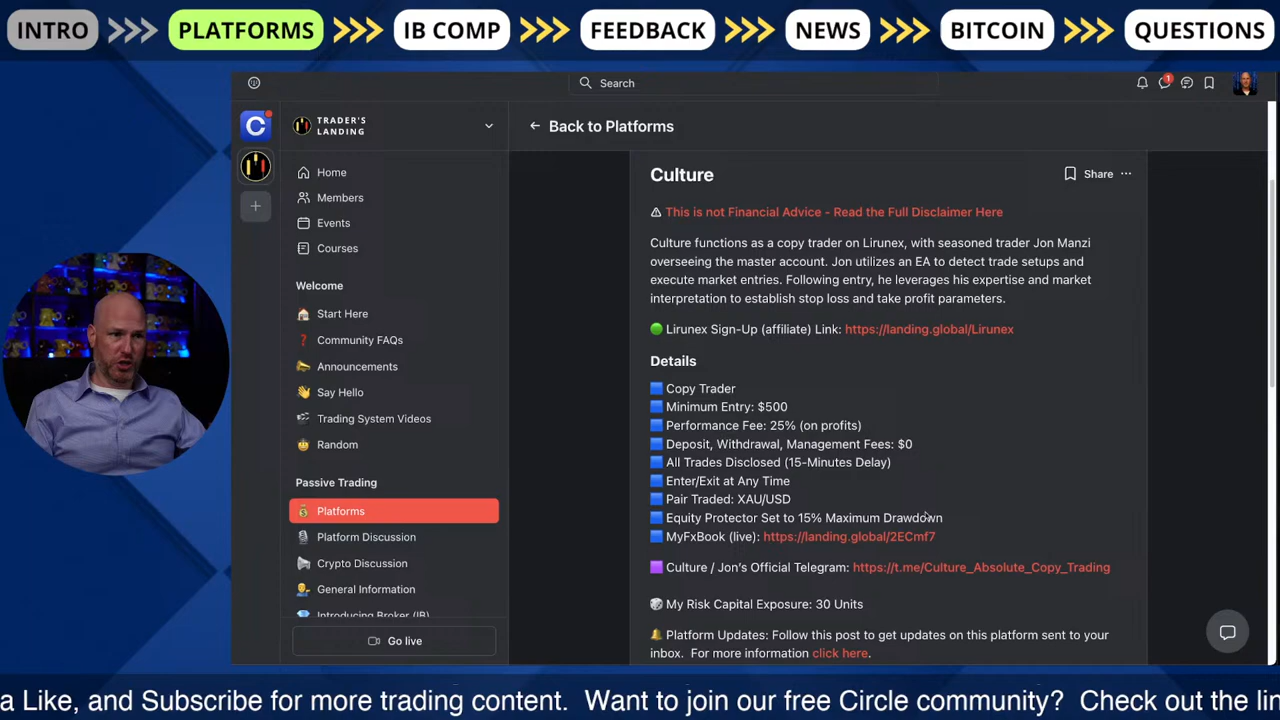 INTRO
PLATFORMS
IB COMP
FEEDBACK
NEWS
BITCOIN
QUESTIONS
Search
1
C
TRADER'S
LANDING
← Back to Platforms
Home
Members
Events
Courses
Welcome
Start Here
Community FAQs
Announcements
Say Hello
Trading System Videos
Random
Passive Trading
Platforms
Platform Discussion
Crypto Discussion
General Information
Introducing Broker (IB)
Go live
Culture
Share ...
⚠ This is not Financial Advice - Read the Full Disclaimer Here
Culture functions as a copy trader on Lirunex, with seasoned trader Jon Manzi
overseeing the master account. Jon utilizes an EA to detect trade setups and
execute market entries. Following entry, he leverages his expertise and market
interpretation to establish stop loss and take profit parameters.
🟢 Lirunex Sign-Up (affiliate) Link: https://landing.global/Lirunex
Details
🟦 Copy Trader
🟦 Minimum Entry: $500
🟦 Performance Fee: 25% (on profits)
🟦 Deposit, Withdrawal, Management Fees: $0
🟦 All Trades Disclosed (15-Minutes Delay)
🟦 Enter/Exit at Any Time
🟦 Pair Traded: XAU/USD
🟦 Equity Protector Set to 15% Maximum Drawdown
🟦 MyFxBook (live): https://landing.global/2ECmf7
🟪 Culture / Jon's Official Telegram: https://t.me/Culture_Absolute_Copy_Trading
🎲 My Risk Capital Exposure: 30 Units
🔔 Platform Updates: Follow this post to get updates on this platform sent to your
inbox. For more information click here.
a Like, and Subscribe for more trading content. Want to join our free Circle community? Check out the lin